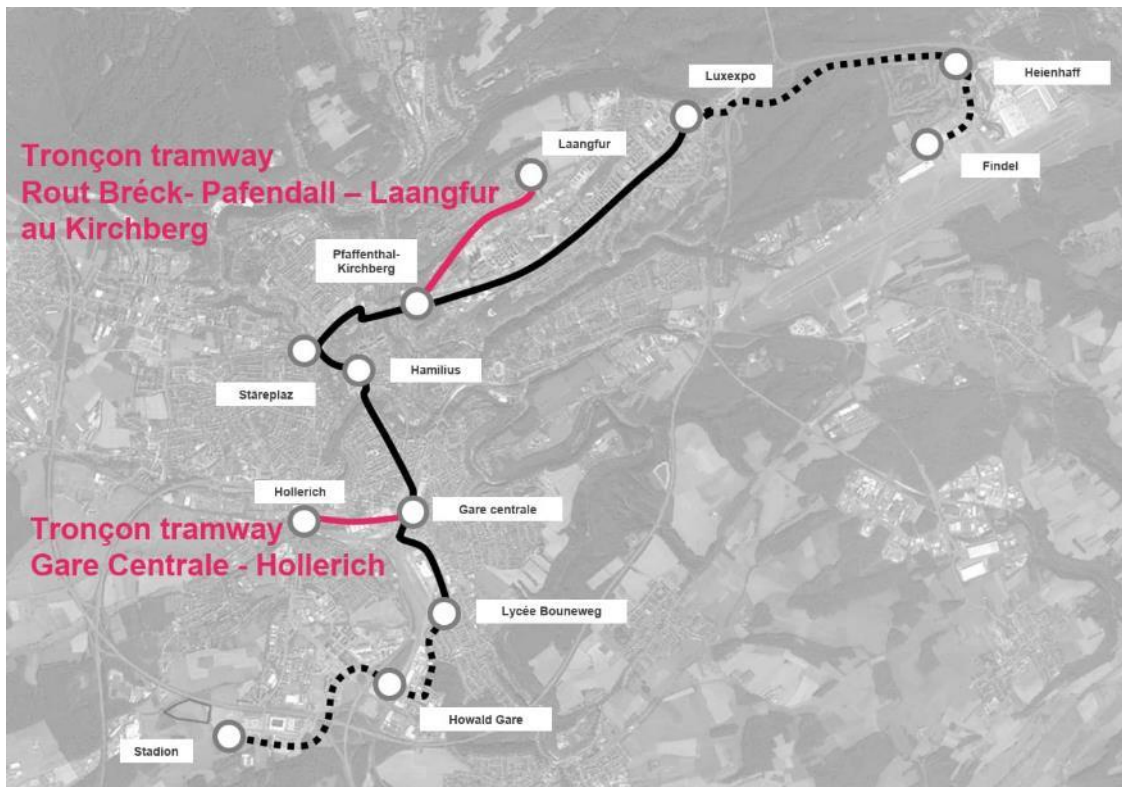 Luxexpo
Heienhaff
Laangfur
Findel
Tronçon tramway
Rout Bréck- Pafendall – Laangfur
au Kirchberg
Pfaffenthal-
Kirchberg
Stäreplaz
Hamilius
Hollerich
Gare centrale
Tronçon tramway
Gare Centrale - Hollerich
Lycée Bouneweg
Howald Gare
Stadion